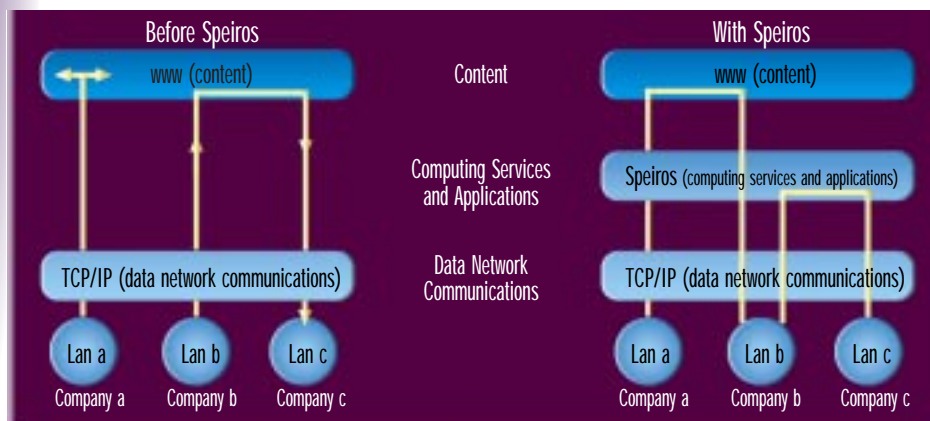 Before Speiros
www (content)
TCP/IP (data network communications)
Lan a
Lan b
Lan c
Company a
Company b
Company c
Content
Computing Services
and Applications
Data Network
Communications
With Speiros
www (content)
Speiros (computing services and applications)
TCP/IP (data network communications)
Lan a
Lan b
Lan c
Company a
Company b
Company c